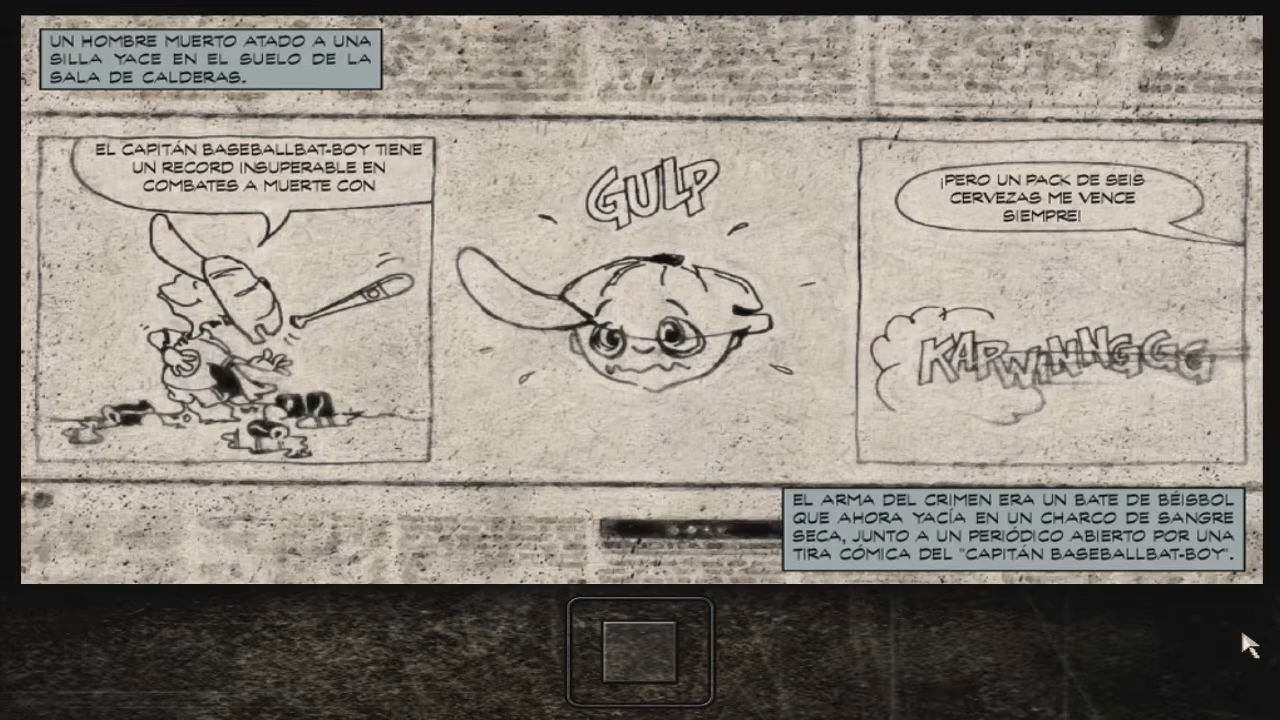 UN HOMBRE MUERTO ATADO A UNA
SILLA YACE EN EL SUELO DE LA
SALA DE CALDERAS.
EL CAPITÁN BASEBALLBAT-BOY TIENE
UN RECORD INSUPERABLE EN
COMBATES A MUERTE CON
GULP
¡PERO UN PACK DE SEIS
CERVEZAS ME VENCE
SIEMPRE!
KAPWINNGGGG
EL ARMA DEL CRIMEN ERA UN BATE DE BÉISBOL
QUE AHORA YACÍA EN UN CHARCO DE SANGRE
SECA, JUNTO A UN PERIÓDICO ABIERTO POR UNA
TIRA CÓMICA DEL "CAPITÁN BASEBALLBAT-BOY".